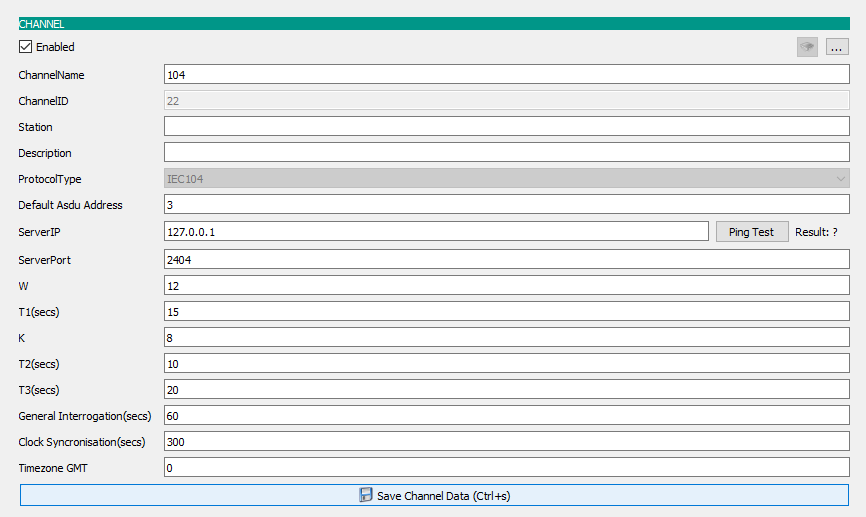 CHANNEL
Enabled ...
ChannelName 104
ChannelID 22
Station
Description
ProtocolType IEC104
Default Asdu Address 3
ServerIP 127.0.0.1 Ping Test Result: ?
ServerPort 2404
W 12
T1(secs) 15
K 8
T2(secs) 10
T3(secs) 20
General Interrogation(secs) 60
Clock Syncronisation(secs) 300
Timezone GMT 0
Save Channel Data (Ctrl+s)